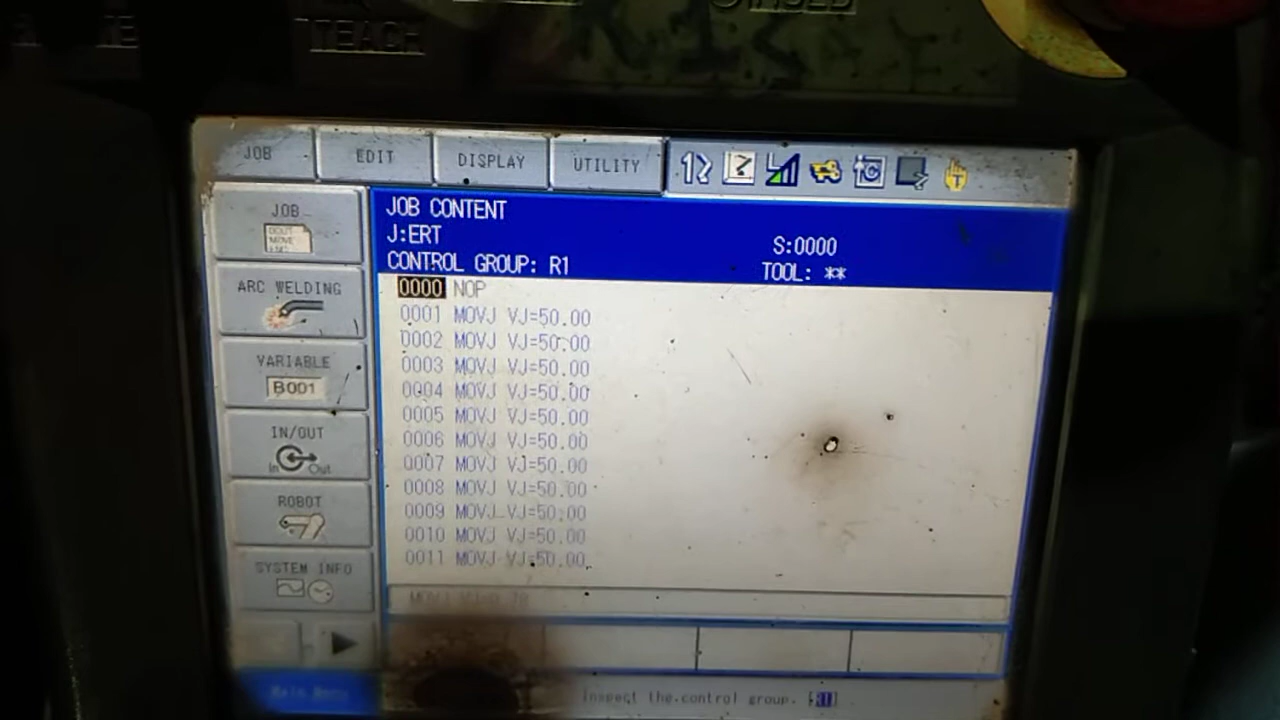 TEACH
JOB EDIT DISPLAY UTILITY
JOB
ARC WELDING
VARIABLE
B001
IN/OUT
In Out
ROBOT
SYSTEM INFO
Main Menu
JOB CONTENT
J:ERT S:0000
CONTROL GROUP: R1 TOOL: **
0000 NOP
0001 MOVJ VJ=50.00
0002 MOVJ VJ=50.00
0003 MOVJ VJ=50.00
0004 MOVJ VJ=50.00
0005 MOVJ VJ=50.00
0006 MOVJ VJ=50.00
0007 MOVJ VJ=50.00
0008 MOVJ VJ=50.00
0009 MOVJ VJ=50.00
0010 MOVJ VJ=50.00
0011 MOVJ VJ=50.00
Inspect the control group. [R1]